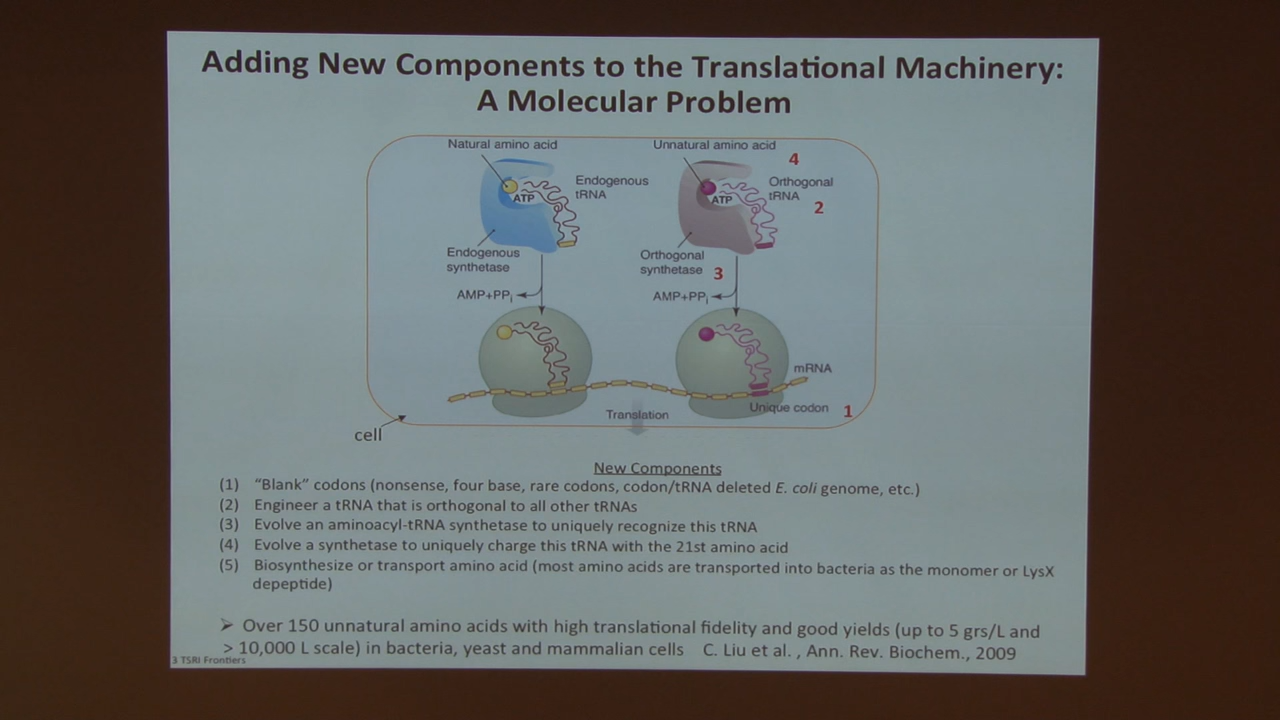 Adding New Components to the Translational Machinery:
A Molecular Problem
Natural amino acid
Unnatural amino acid
4
ATP
Endogenous
tRNA
ATP
Orthogonal
tRNA
2
Endogenous
synthetase
Orthogonal
synthetase 3
AMP+PPi
AMP+PPi
mRNA
Translation
Unique codon 1
cell
New Components
(1) "Blank" codons (nonsense, four base, rare codons, codon/tRNA deleted E. coli genome, etc.)
(2) Engineer a tRNA that is orthogonal to all other tRNAs
(3) Evolve an aminoacyl-tRNA synthetase to uniquely recognize this tRNA
(4) Evolve a synthetase to uniquely charge this tRNA with the 21st amino acid
(5) Biosynthesize or transport amino acid (most amino acids are transported into bacteria as the monomer or LysX
depeptide)
➢ Over 150 unnatural amino acids with high translational fidelity and good yields (up to 5 grs/L and
> 10,000 L scale) in bacteria, yeast and mammalian cells C. Liu et al. , Ann. Rev. Biochem., 2009
3 TSRI Frontiers